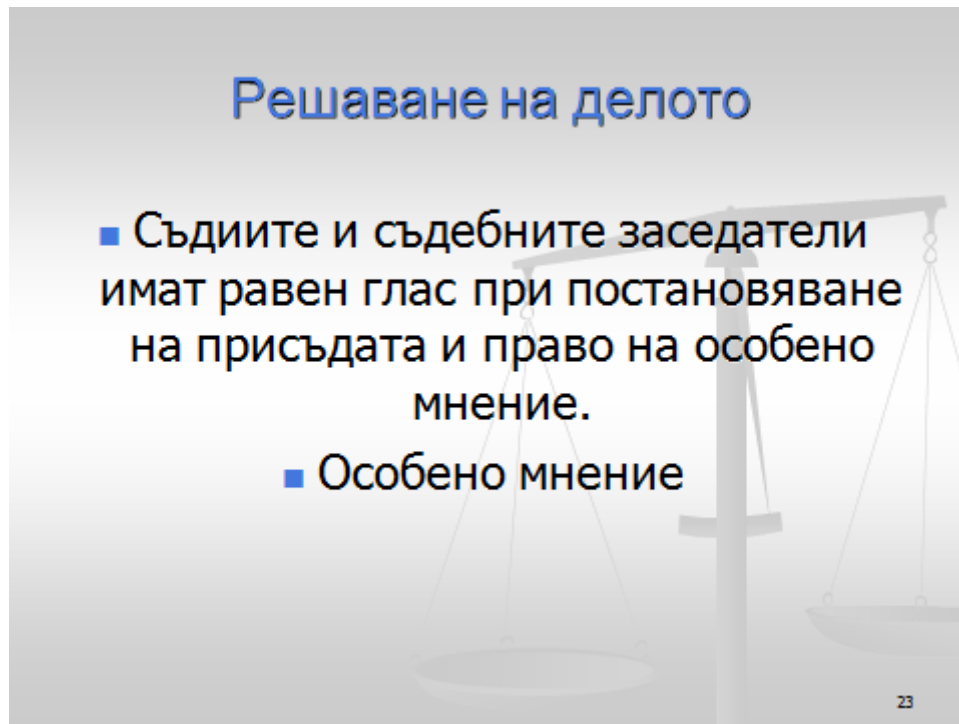 Решаване на делото
▪ Съдиите и съдебните заседатели
имат равен глас при постановяване
на присъдата и право на особено
мнение.
▪ Особено мнение
23